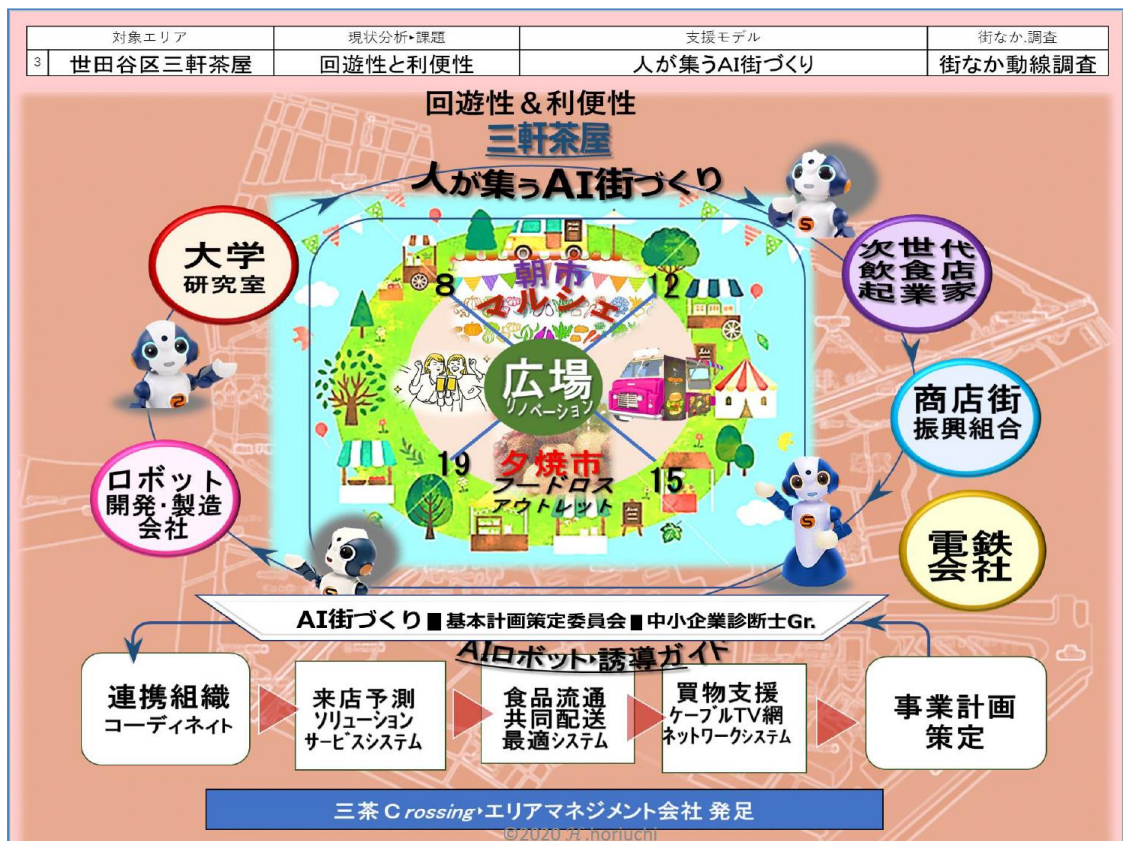 対象エリア
現状分析・課題
支援モデル
街なか.調査
3
世田谷区三軒茶屋
回遊性と利便性
人が集うAI街づくり
街なか動線調査
回遊性＆利便性
三軒茶屋
人が集うAI街づくり
大学
研究室
次世代
飲食店
起業家
8
朝市
12
マルシェ
広場
リノベーション
商店街
振興組合
19
夕焼市
15
フードロス
アウトレット
ロボット
開発・製造
会社
電鉄
会社
AI街づくり ■ 基本計画策定委員会 ■ 中小企業診断士Gr.
AIロボット・誘導ガイド
連携組織
コーディネイト
来店予測
ソリューション
サービスシステム
食品流通
共同配送
最適システム
買物支援
ケーブルTV網
ネットワークシステム
事業計画
策定
三茶 Crossing・エリアマネジメント会社 発足
©2020 H.horiuchi